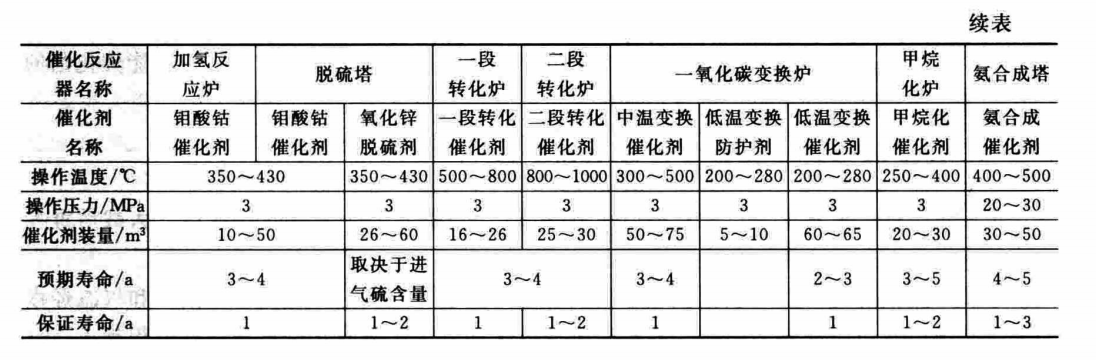 续表
催化反应器名称 加氢反应炉 脱硫塔 一段转化炉 二段转化炉 一氧化碳变换炉 甲烷化炉 氨合成塔
催化剂名称 钼酸钴催化剂 钼酸钴催化剂 氧化锌脱硫剂 一段转化催化剂 二段转化催化剂 中温变换催化剂 低温变换防护剂 低温变换催化剂 甲烷化催化剂 氨合成催化剂
操作温度/℃ 350～430 350～430 500～800 800～1000 300～500 200～280 200～280 250～400 400～500
操作压力/MPa 3 3 3 3 3 3 3 3 20～30
催化剂装量/m³ 10～50 26～60 16～26 25～30 50～75 5～10 60～65 20～30 30～50
预期寿命/a 3～4 取决于进气硫含量 3～4 3～4 2～3 3～5 4～5
保证寿命/a 1 1～2 1 1～2 1 1 1～2 1～3